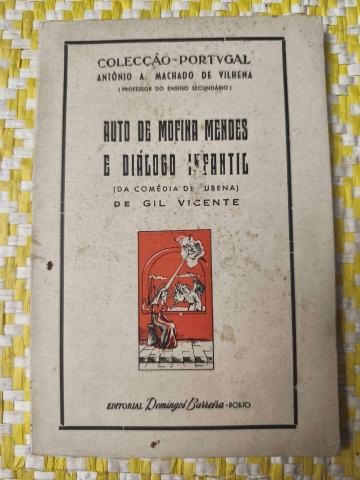 COLECÇÃO-PORTVGAL
ANTÓNIO A. MACHADO DE VILHENA
(PROFESSOR DO ENSINO SECUNDÁRIO)
AUTO DE MOFINA MENDES
E DIÁLOGO INFANTIL
(DA COMÉDIA DE RUBENA)
DE GIL VICENTE
EDITORIAL Domingos Barreira-PORTO